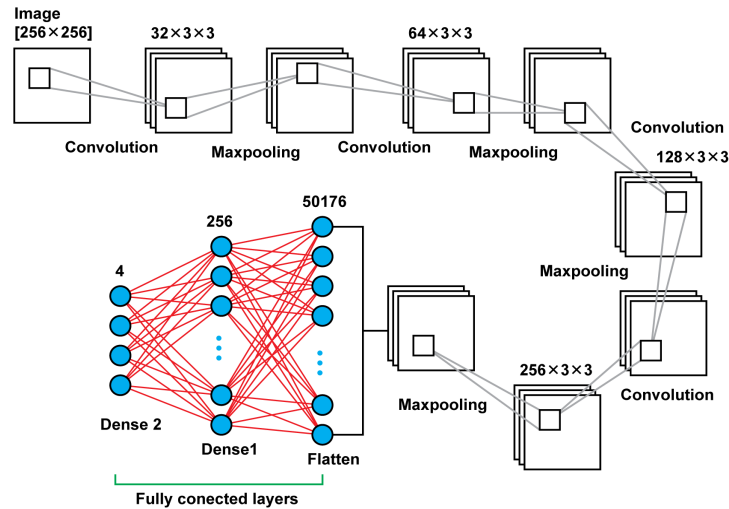 Image
[256×256]
32×3×3
64×3×3
Convolution
Maxpooling
Convolution
Maxpooling
Convolution
128×3×3
Maxpooling
Convolution
256×3×3
Maxpooling
50176
256
4
Dense 2
Dense1
Flatten
Fully conected layers